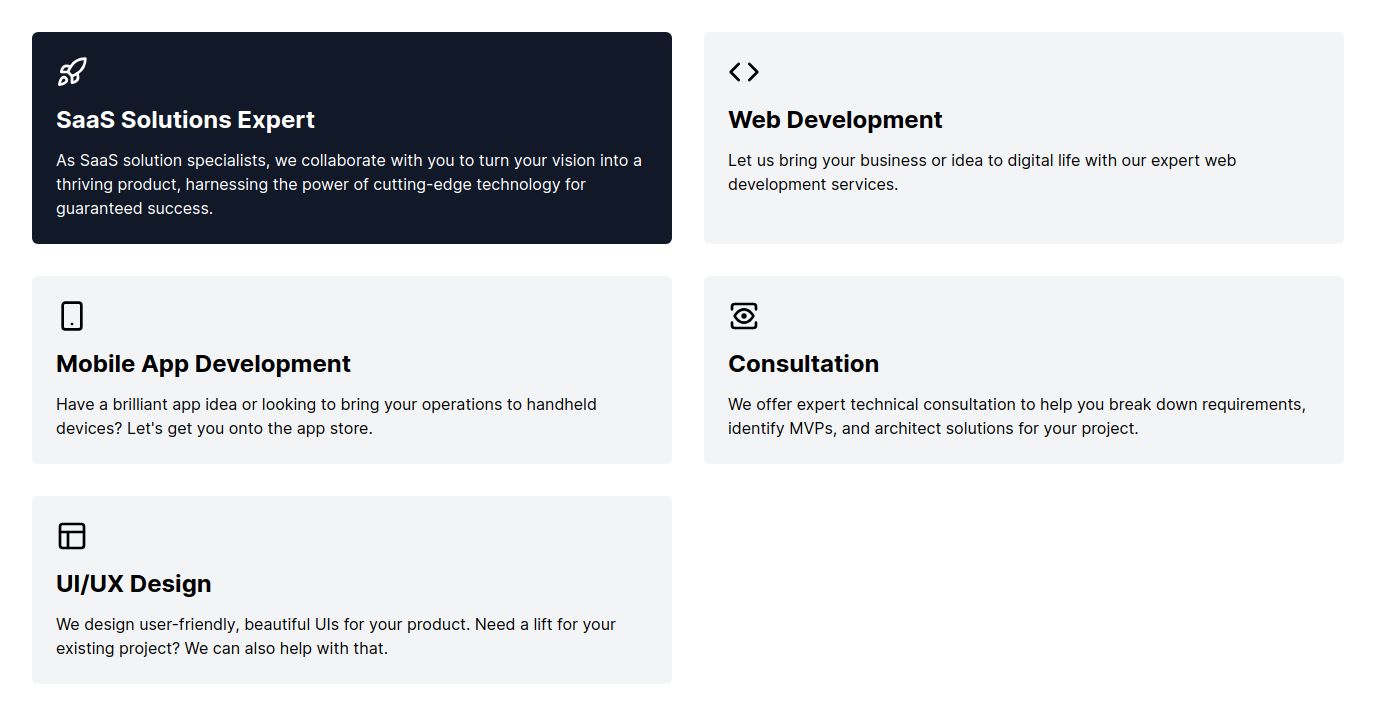 SaaS Solutions Expert
As SaaS solution specialists, we collaborate with you to turn your vision into a
thriving product, harnessing the power of cutting-edge technology for
guaranteed success.
Web Development
Let us bring your business or idea to digital life with our expert web
development services.
Mobile App Development
Have a brilliant app idea or looking to bring your operations to handheld
devices? Let's get you onto the app store.
Consultation
We offer expert technical consultation to help you break down requirements,
identify MVPs, and architect solutions for your project.
UI/UX Design
We design user-friendly, beautiful UIs for your product. Need a lift for your
existing project? We can also help with that.